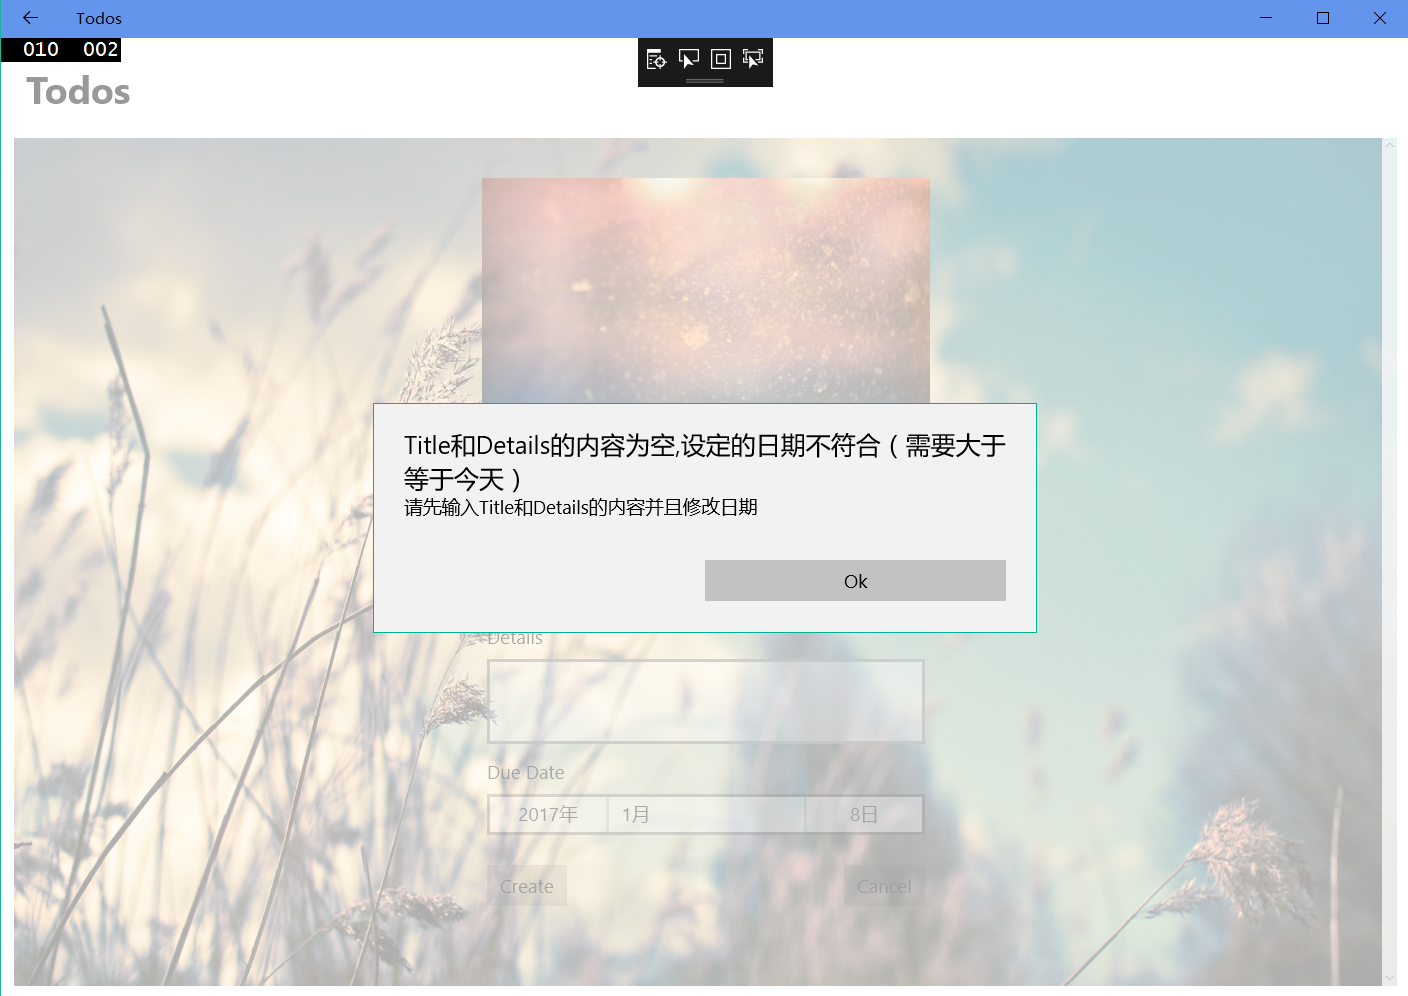 Todos
010 002
Todos
Title和Details的内容为空,设定的日期不符合（需要大于
等于今天）
请先输入Title和Details的内容并且修改日期
Ok
Details
Due Date
2017年 1月 8日
Create Cancel